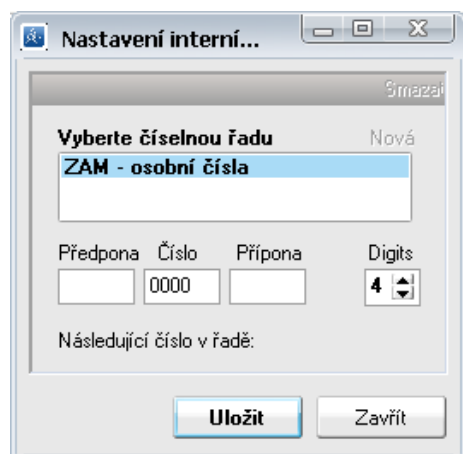 Nastavení interní...
Smazat
Vyberte číselnou řadu Nová
ZAM - osobní čísla
Předpona Číslo Přípona Digits
0000 4
Následující číslo v řadě:
Uložit Zavřít